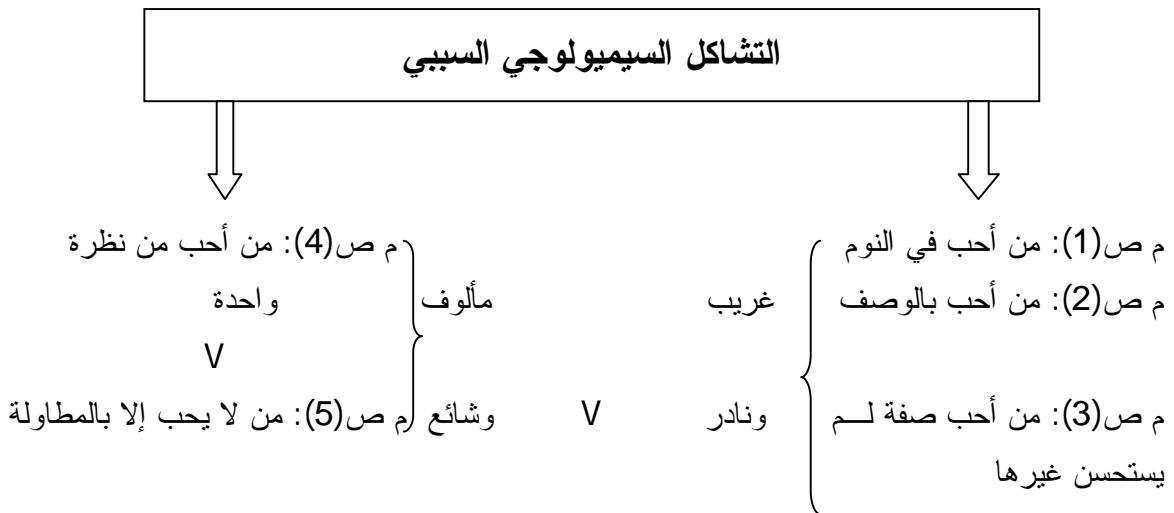 التشاكل السيميولوجي السببي
م ص(1): من أحب في النوم
م ص(2): من أحب بالوصف
م ص(3): من أحب صفة لـــم
يستحسن غيرها
غريب
ونادر
V
مألوف
وشائع
م ص(4): من أحب من نظرة
واحدة
V
م ص(5): من لا يحب إلا بالمطاولة